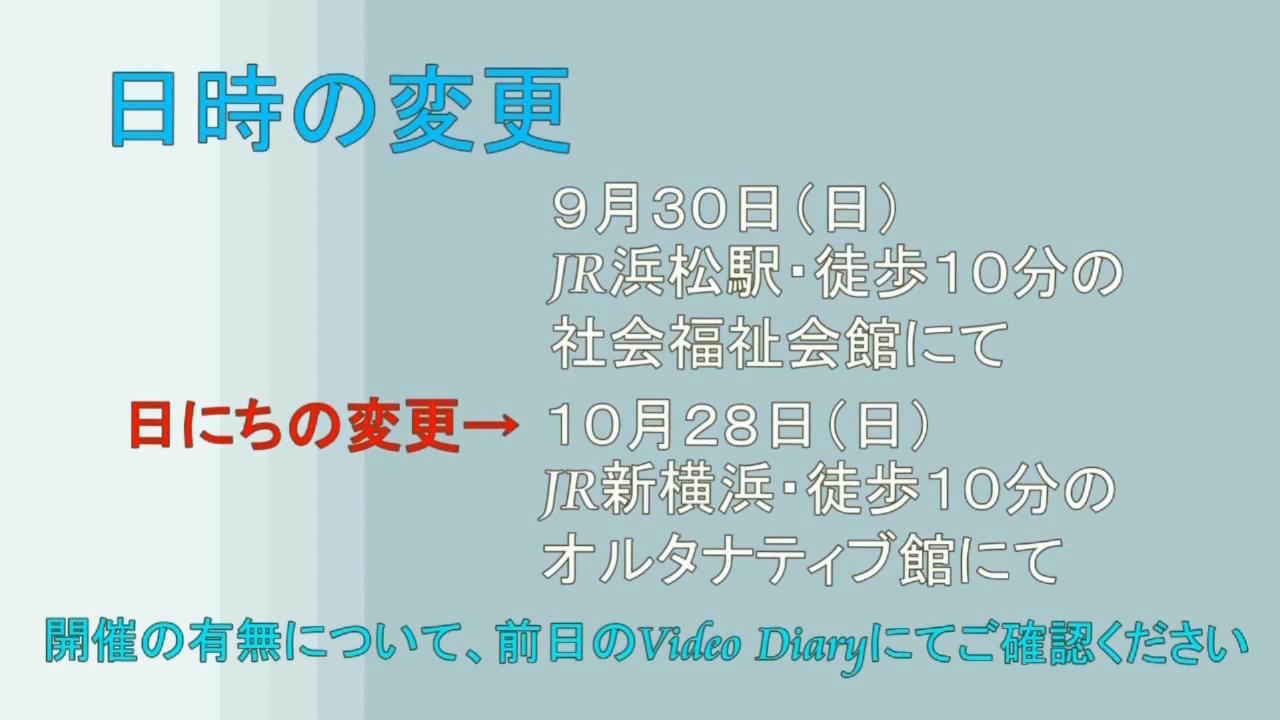 日時の変更
９月３０日（日）
JR浜松駅・徒歩１０分の
社会福祉会館にて
日にちの変更→１０月２８日（日）
JR新横浜・徒歩１０分の
オルタナティブ館にて
開催の有無について、前日のVideo Diaryにてご確認ください